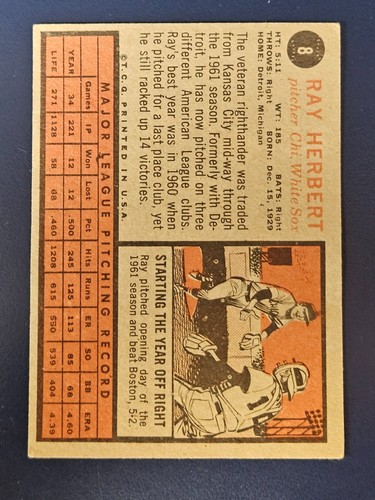 8
RAY HERBERT
pitcher Chi. White Sox
HT: 5:11 WT: 185 BATS: Right
THROWS: Right BORN: Dec. 15, 1929
HOME: Detroit, Michigan
The veteran righthander was traded
from Kansas City mid-way through
the 1961 season. Formerly with De-
troit, he has now pitched on three
different American League clubs.
Ray's best year was in 1960 when
he pitched for a last place club, yet
he still racked up 14 victories.
©T.C.G. PRINTED IN U.S.A.
STARTING THE YEAR OFF RIGHT
Ray pitched opening day of the
1961 season and beat Boston, 5-2.
MAJOR LEAGUE PITCHING RECORD
Games IP Won Lost Pct Hits Runs ER SO BB ERA
YEAR 34 221 12 12 .500 245 125 113 85 68 4.60
LIFE 271 1128 58 68 .460 1208 615 550 539 404 4.39